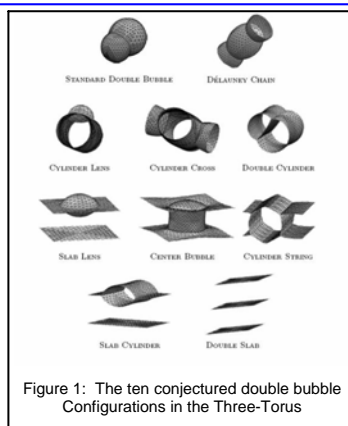 STANDARD DOUBLE BUBBLE
DÉLAUNEY CHAIN
CYLINDER LENS
CYLINDER CROSS
DOUBLE CYLINDER
SLAB LENS
CENTER BUBBLE
CYLINDER STRING
SLAB CYLINDER
DOUBLE SLAB
Figure 1: The ten conjectured double bubble
Configurations in the Three-Torus